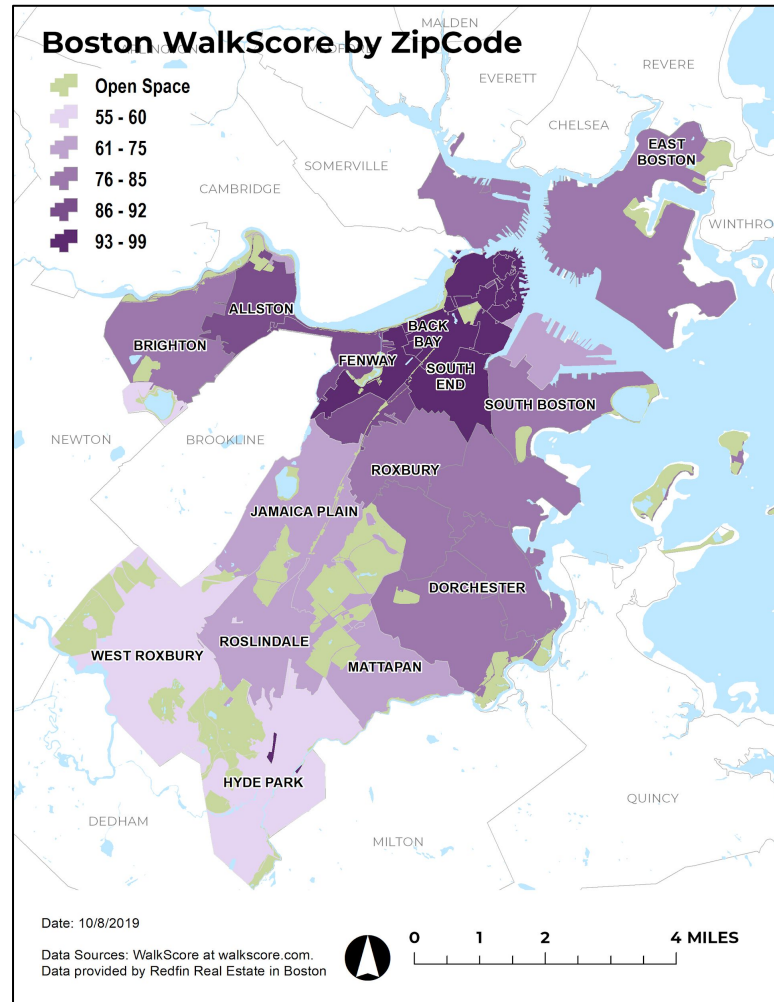 Boston WalkScore by ZipCode
Open Space
55 - 60
61 - 75
76 - 85
86 - 92
93 - 99
MALDEN
ARLINGTON
MEDFORD
EVERETT
REVERE
CHELSEA
EAST
BOSTON
SOMERVILLE
CAMBRIDGE
WINTHRO
ALLSTON
BRIGHTON
BACK
BAY
FENWAY
SOUTH
END
SOUTH BOSTON
NEWTON
BROOKLINE
ROXBURY
JAMAICA PLAIN
DORCHESTER
ROSLINDALE
WEST ROXBURY
MATTAPAN
HYDE PARK
DEDHAM
MILTON
QUINCY
Date: 10/8/2019
Data Sources: WalkScore at walkscore.com.
Data provided by Redfin Real Estate in Boston
0 1 2 4 MILES